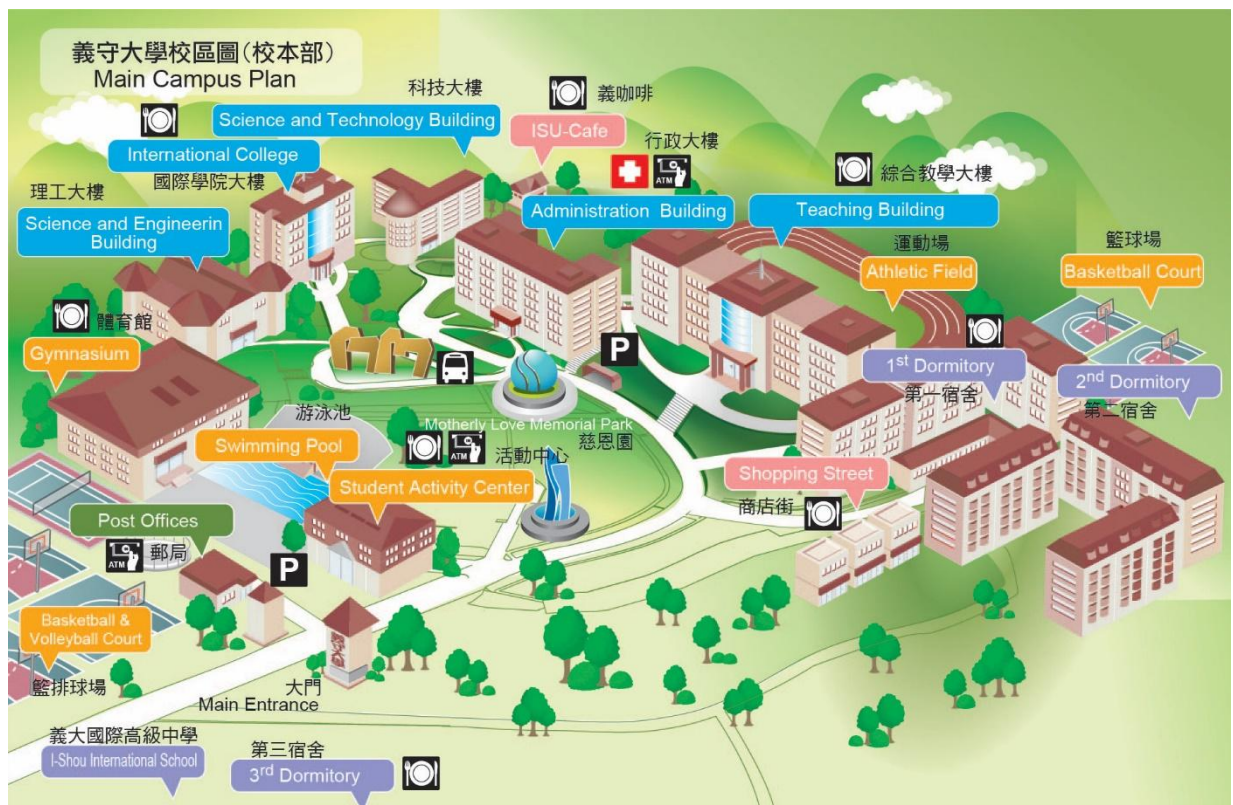 義守大學校區圖(校本部)
Main Campus Plan
科技大樓
Science and Technology Building
義咖啡
ISU-Cafe
International College
國際學院大樓
行政大樓
ATM
Administration Building
綜合教學大樓
Teaching Building
理工大樓
Science and Engineerin
Building
運動場
Athletic Field
籃球場
Basketball Court
體育館
Gymnasium
P
1st Dormitory
第一宿舍
2nd Dormitory
第二宿舍
游泳池
Swimming Pool
Motherly Love Memorial Park
慈恩園
ATM
活動中心
Student Activity Center
Shopping Street
商店街
Post Offices
ATM
郵局
P
Basketball &
Volleyball Court
籃排球場
義守大學
大門
Main Entrance
義大國際高級中學
I-Shou International School
第三宿舍
3rd Dormitory